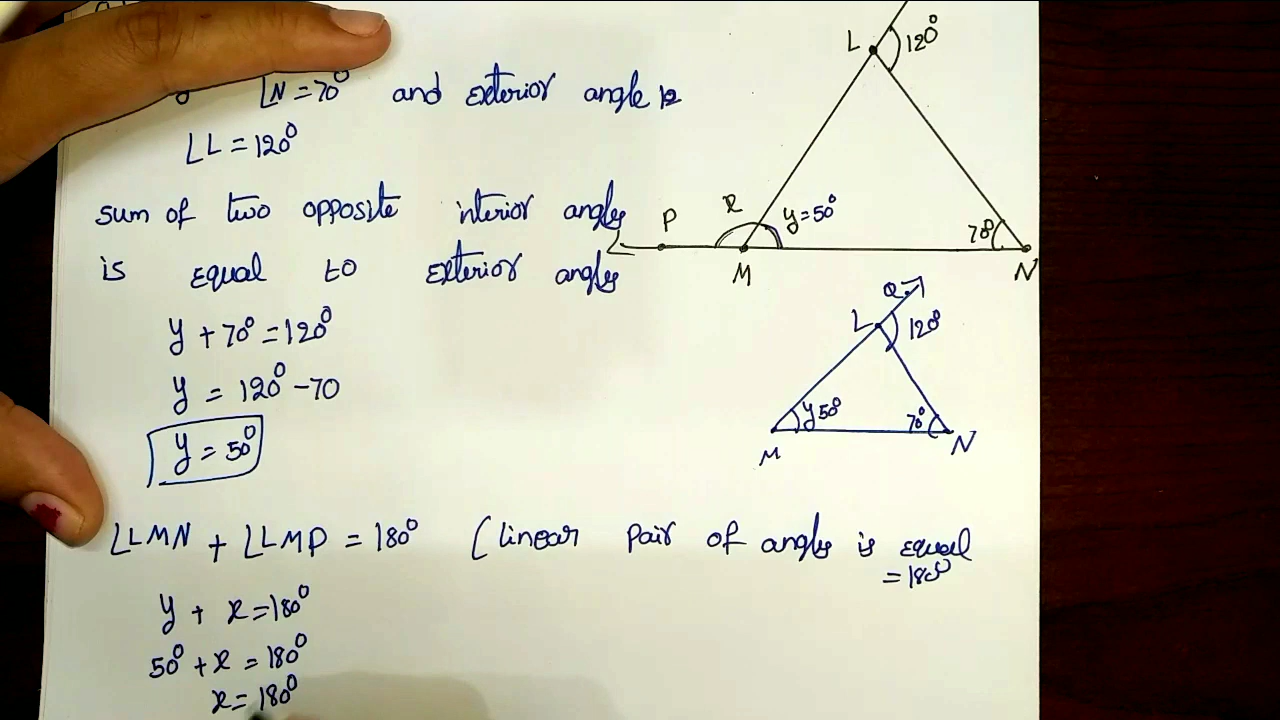 ∠N = 70° and exterior angle is
∠L = 120°
sum of two opposite interior angles
is equal to exterior angles
y + 70° = 120°
y = 120° - 70
y = 50°
∠LMN + ∠LMP = 180° (linear pair of angles is equal
= 180°
y + x = 180°
50° + x = 180°
x = 180°
L 120°
P x y = 50° 70°
M N
Q
L 120°
y 50° 70°
M N